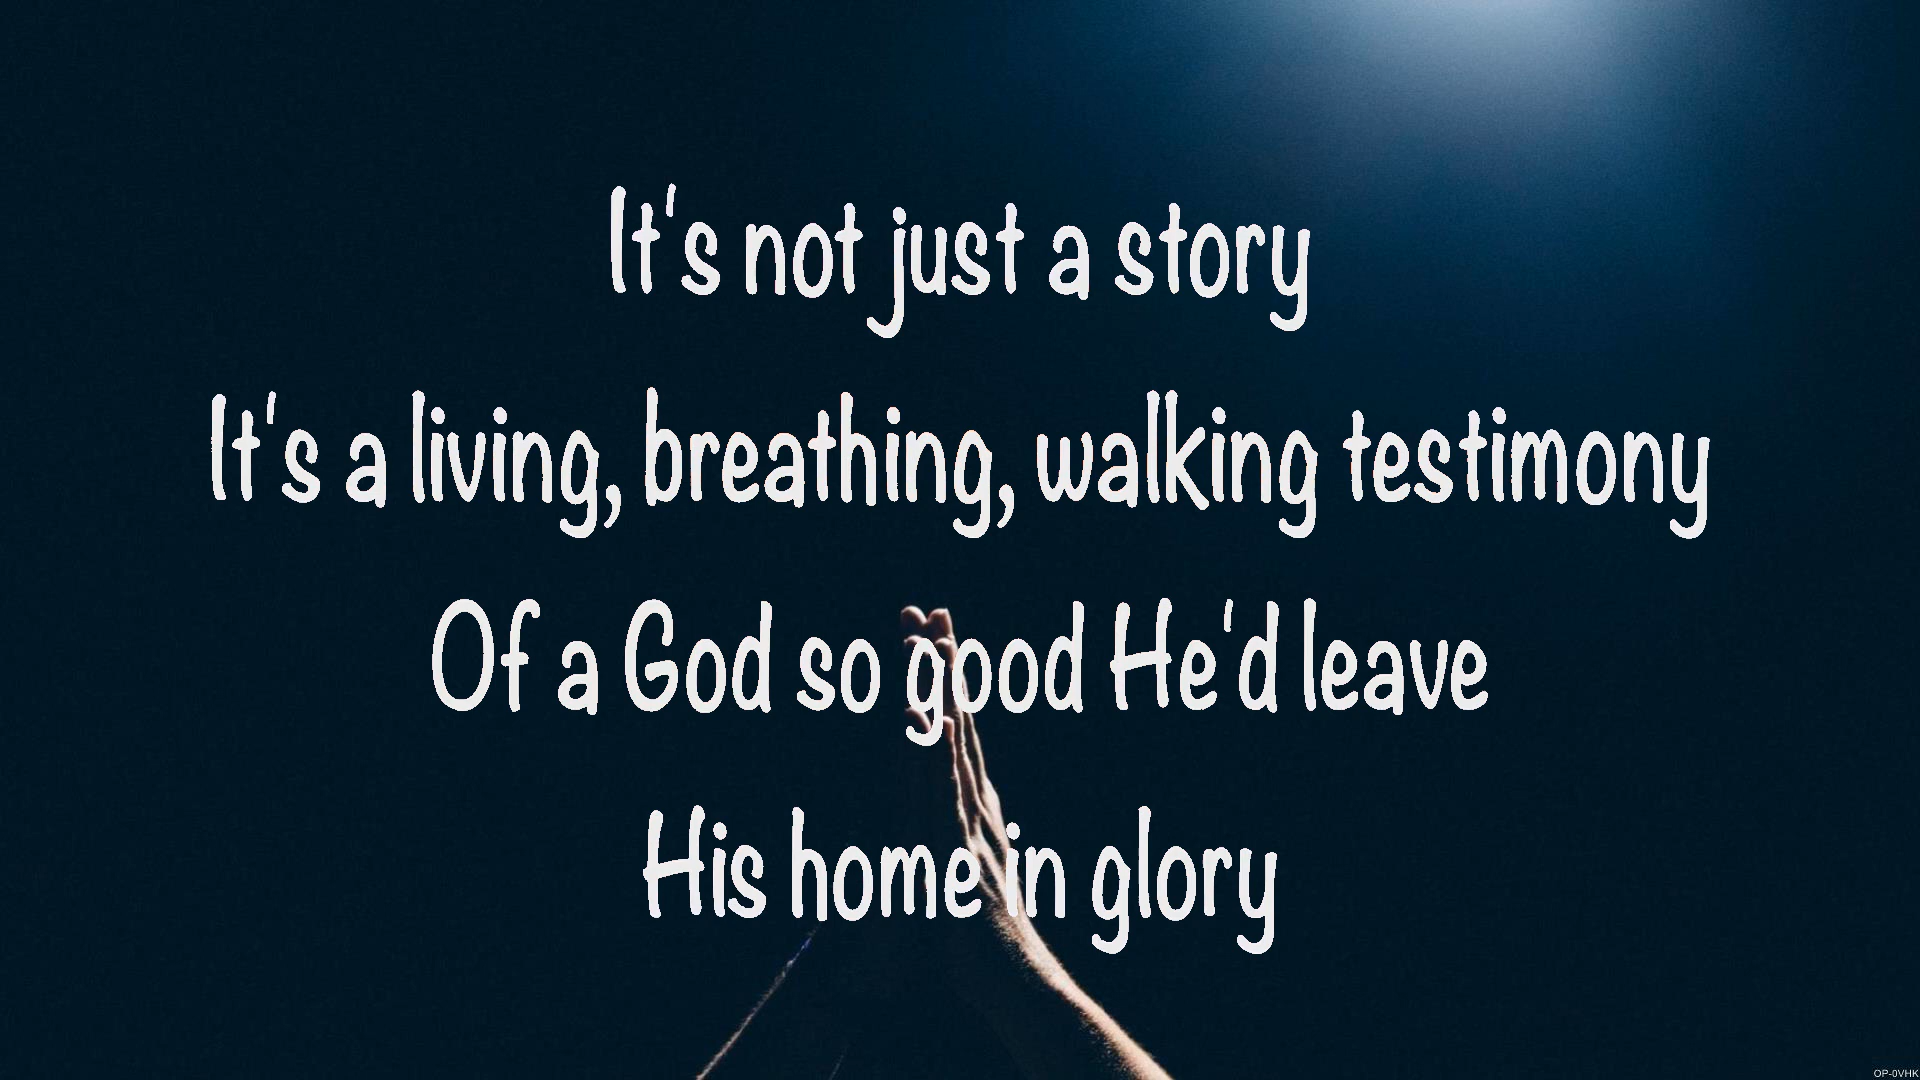 It's not just a story
It's a living, breathing, walking testimony
Of a God so good He'd leave
His home in glory
OP-0VHK